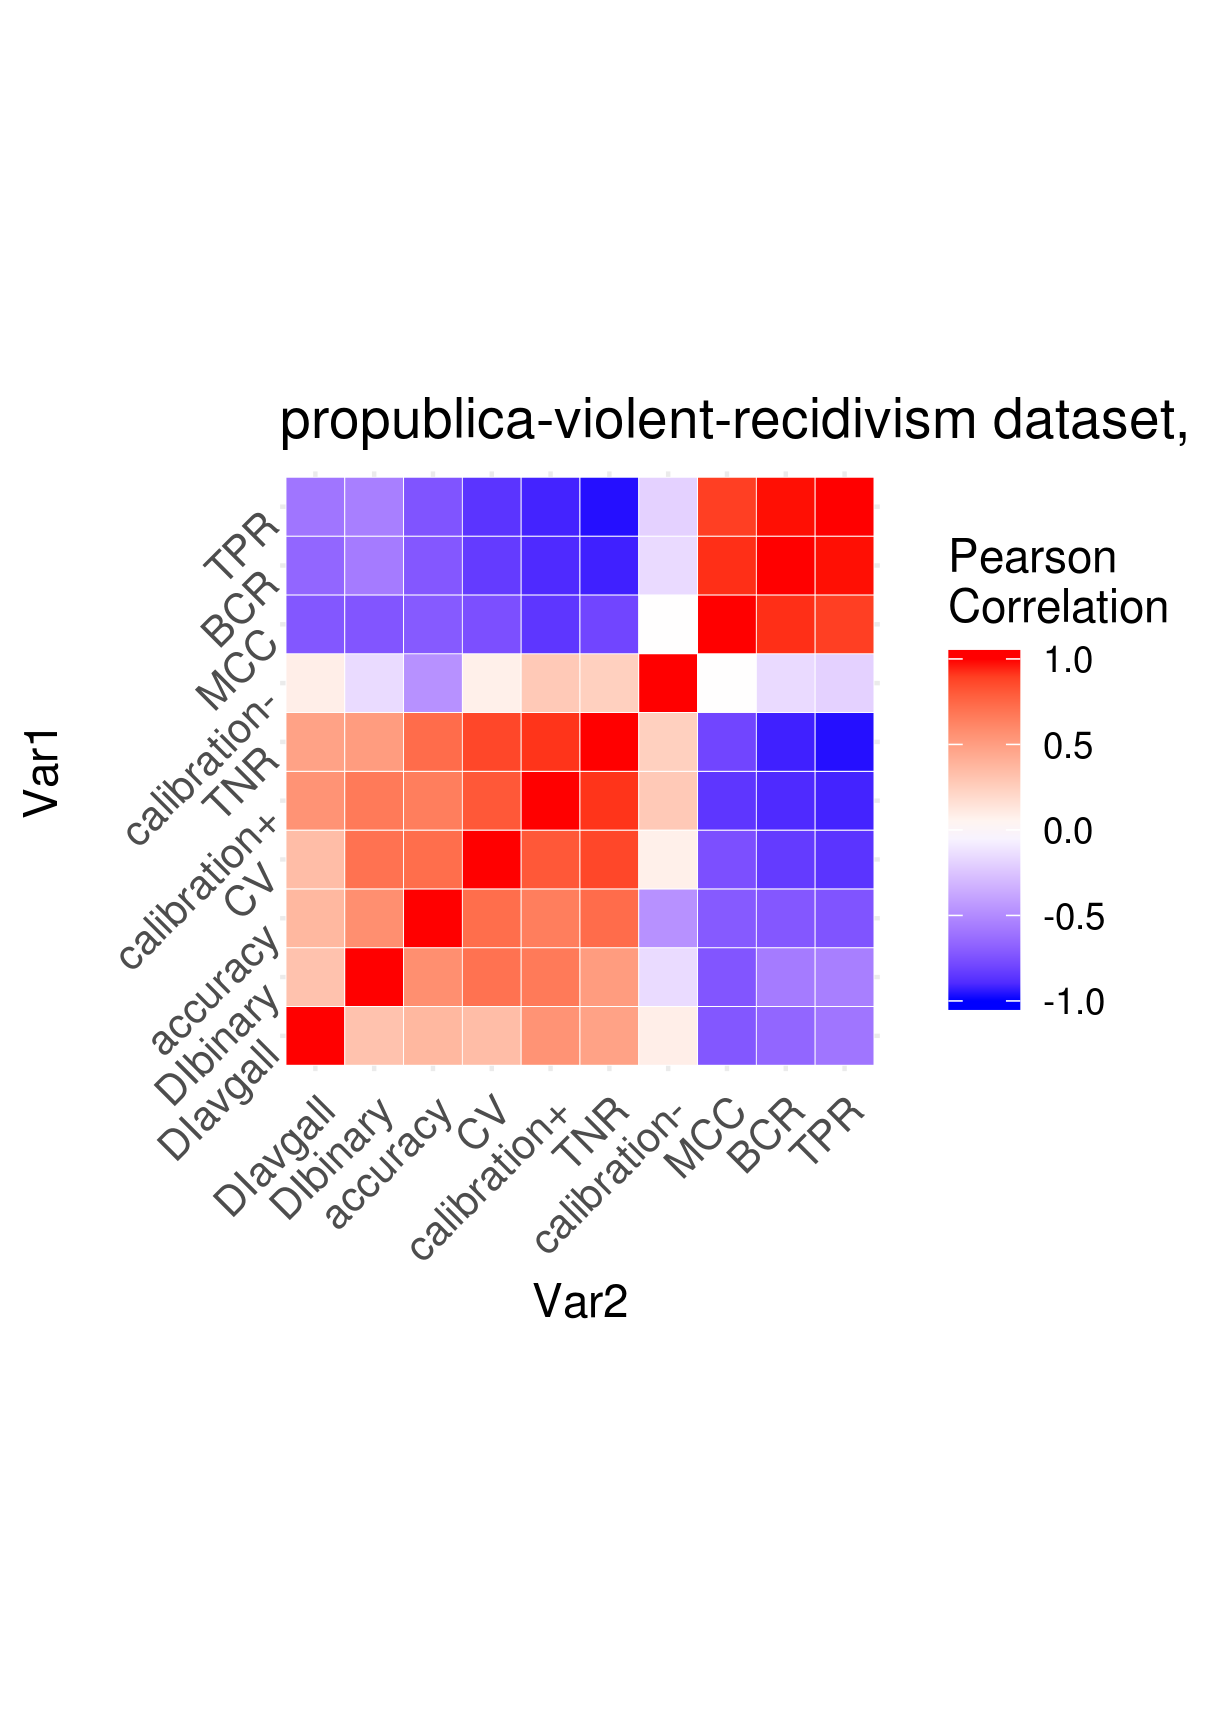 propublica-violent-recidivism dataset,
TPR
BCR
MCC
calibration-
TNR
calibration+
CV
accuracy
DIbinary
DIavgall
Var1
DIavgall
DIbinary
accuracy
CV
calibration+
TNR
calibration-
MCC
BCR
TPR
Var2
Pearson
Correlation
1.0
0.5
0.0
-0.5
-1.0